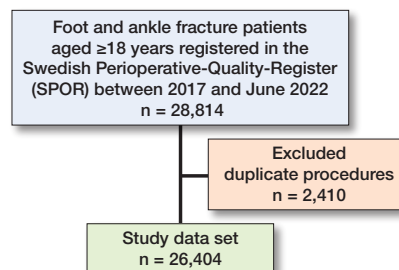 Foot and ankle fracture patients
aged ≥18 years registered in the
Swedish Perioperative-Quality-Register
(SPOR) between 2017 and June 2022
n = 28,814
Excluded
duplicate procedures
n = 2,410
Study data set
n = 26,404